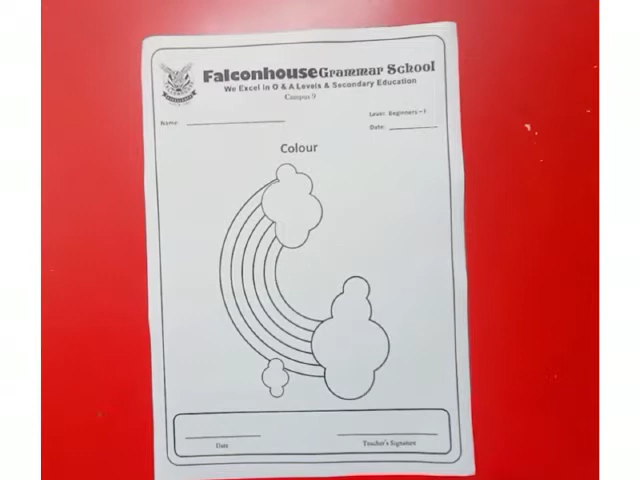 Falconhouse Grammar School
We Excel in O & A Levels & Secondary Education
Campus 9
Level: Beginners - I
Name:
Date:
Colour
Date
Teacher's Signature